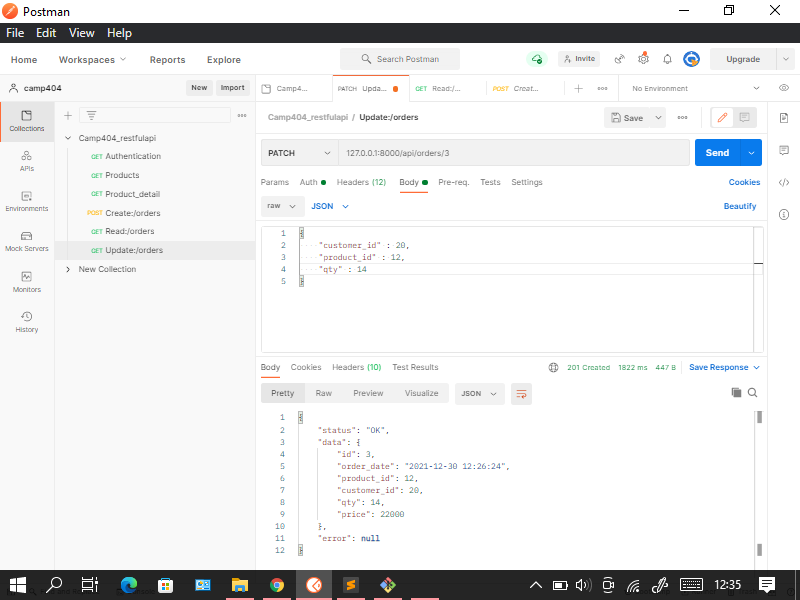 Postman
File Edit View Help
Home Workspaces Reports Explore Search Postman Invite Upgrade
camp404 New Import Camp4... PATCH Upda... GET Read:/... POST Creat... No Environment
Collections
APIs
Environments
Mock Servers
Monitors
History
Camp404_restfulapi
GET Authentication
GET Products
GET Product_detail
POST Create:/orders
GET Read:/orders
GET Update:/orders
New Collection
Camp404_restfulapi / Update:/orders Save
PATCH 127.0.0.1:8000/api/orders/3 Send
Params Auth Headers (12) Body Pre-req. Tests Settings Cookies
raw JSON Beautify
1 {
2 "customer_id" : 20,
3 "product_id" : 12,
4 "qty" : 14
5 }
Body Cookies Headers (10) Test Results 201 Created 1822 ms 447 B Save Response
Pretty Raw Preview Visualize JSON
1 {
2 "status": "OK",
3 "data": {
4 "id": 3,
5 "order_date": "2021-12-30 12:26:24",
6 "product_id": 12,
7 "customer_id": 20,
8 "qty": 14,
9 "price": 22000
10 },
11 "error": null
12 }
12:35